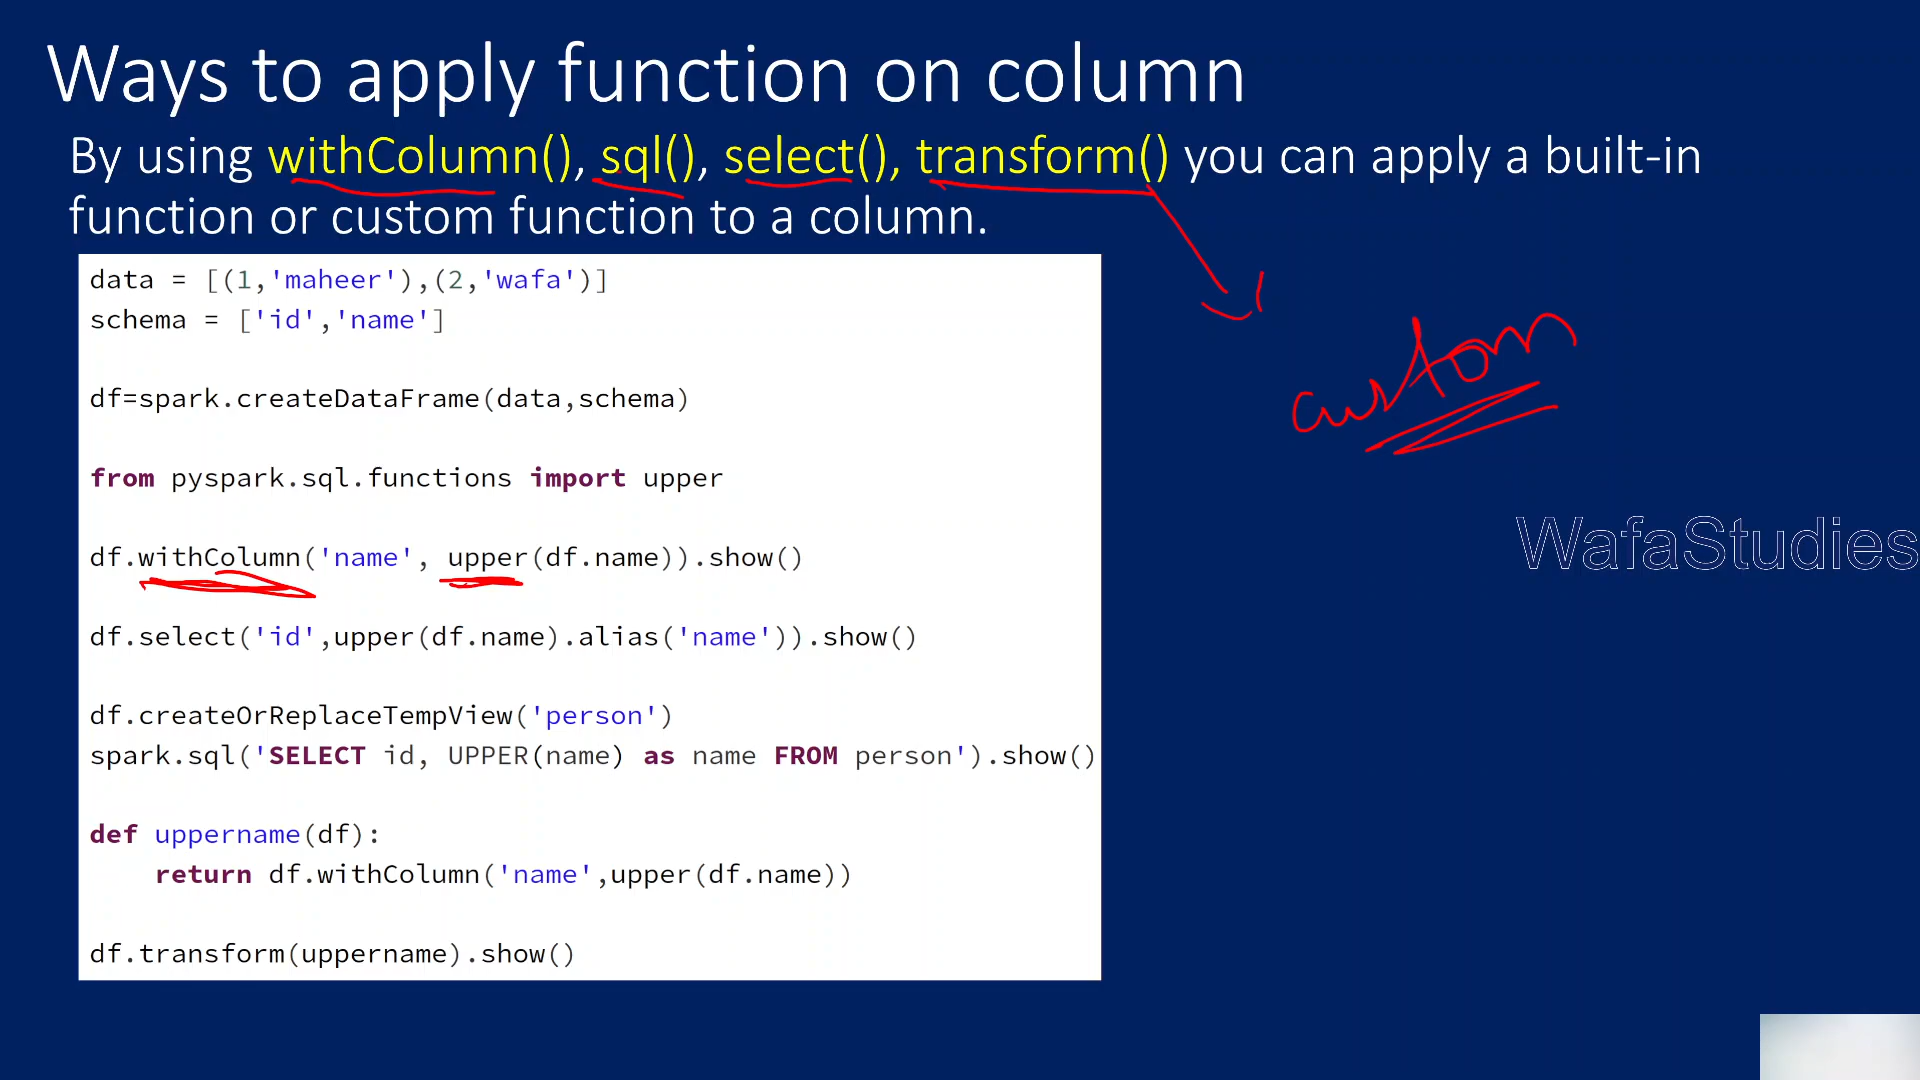 Ways to apply function on column
By using withColumn(), sql(), select(), transform() you can apply a built-in
function or custom function to a column.
data = [(1,'maheer'),(2,'wafa')]
schema = ['id','name']
df=spark.createDataFrame(data,schema)
from pyspark.sql.functions import upper
df.withColumn('name', upper(df.name)).show()
df.select('id',upper(df.name).alias('name')).show()
df.createOrReplaceTempView('person')
spark.sql('SELECT id, UPPER(name) as name FROM person').show()
def uppername(df):
    return df.withColumn('name',upper(df.name))
df.transform(uppername).show()
custom
WafaStudies